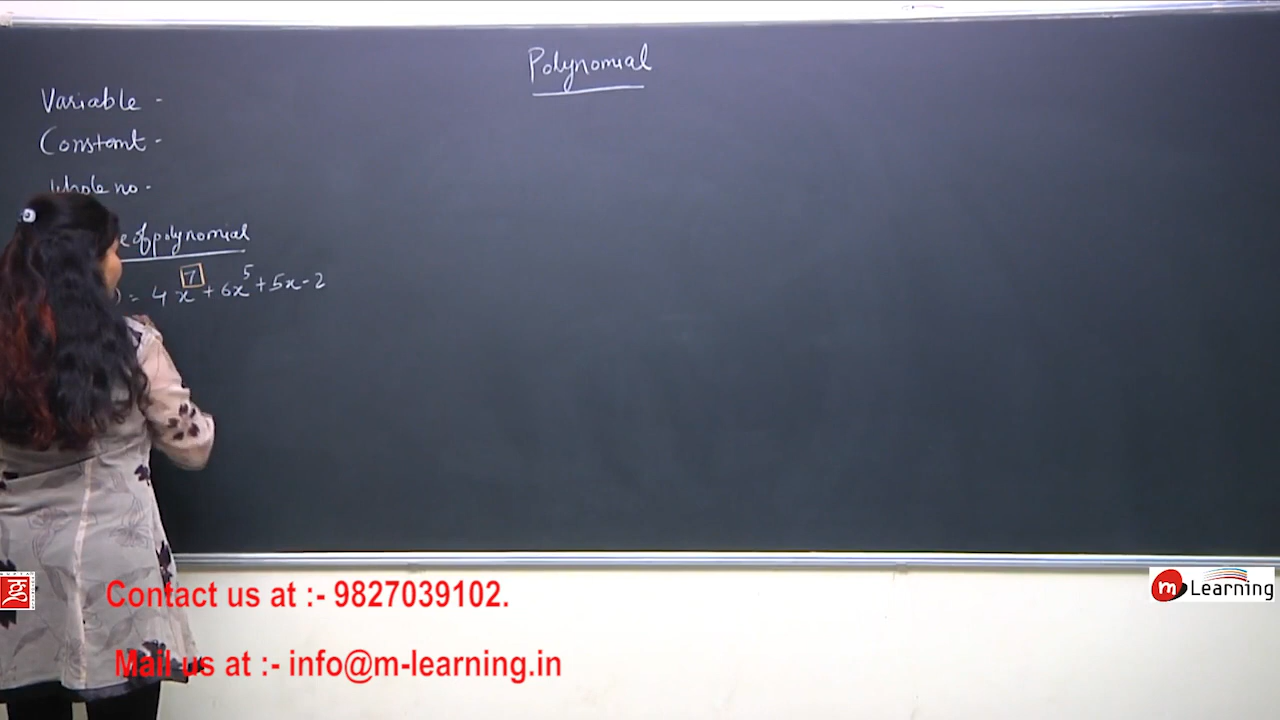 Polynomial
Variable -
Constant -
Whole no -
of polynomial
) = 4x^7 + 6x^5 + 5x - 2
m Learning
Contact us at :- 9827039102.
Mail us at :- info@m-learning.in